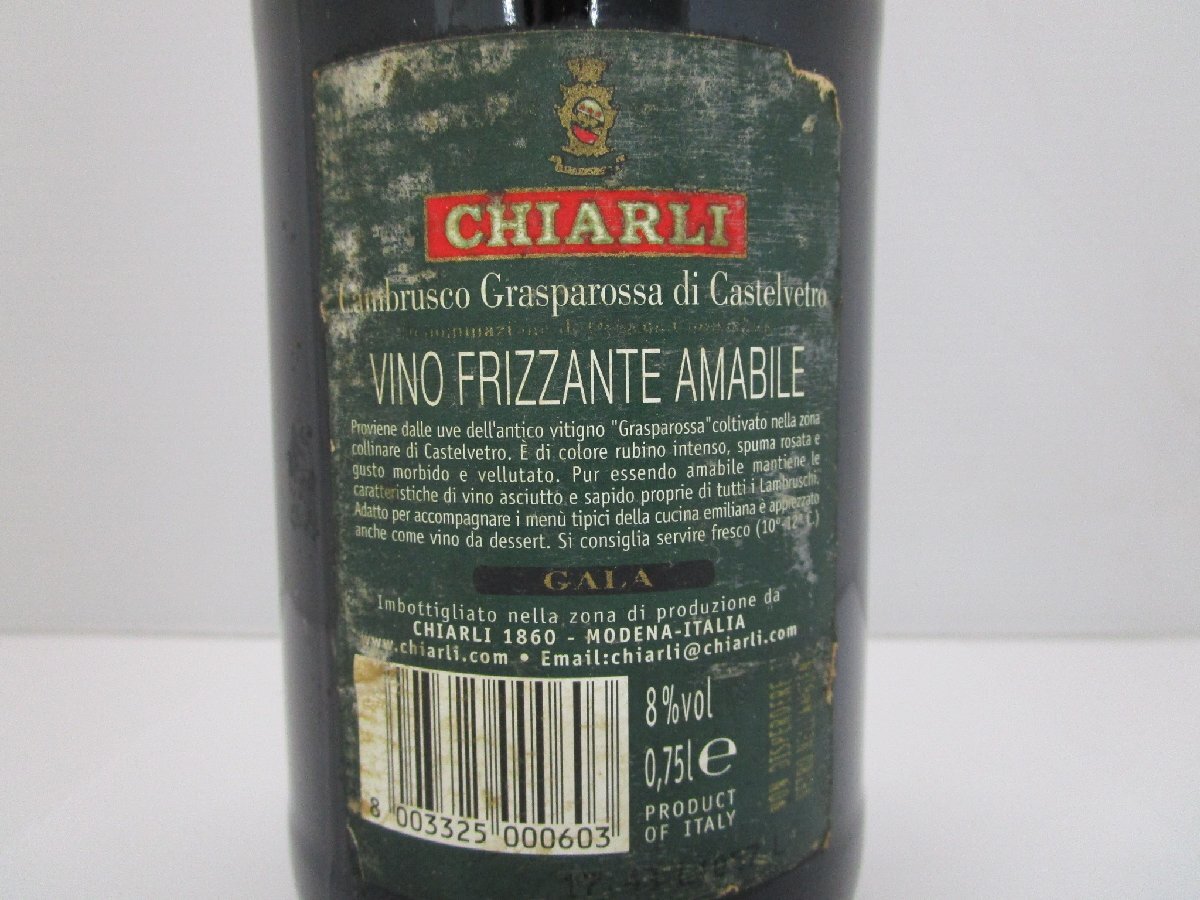 CHIARLI
Lambrusco Grasparossa di Castelvetro
VINO FRIZZANTE AMABILE
Proviene dalle uve dell'antico vitigno "Grasparossa" coltivato nella zona
collinare di Castelvetro. È di colore rubino intenso, spuma rosata e
gusto morbido e vellutato. Pur essendo amabile mantiene le
caratteristiche di vino asciutto e sapido proprie di tutti i Lambruschi.
Adatto per accompagnare i menù tipici della cucina emiliana è apprezzato
anche come vino da dessert. Si consiglia servire fresco (10°-12° C.)
GALA
Imbottigliato nella zona di produzione da
CHIARLI 1860 - MODENA-ITALIA
www.chiarli.com • Email:chiarli@chiarli.com
8%vol
0,75l e
PRODUCT
OF ITALY
NON DISPERDERE
8 003325 000603